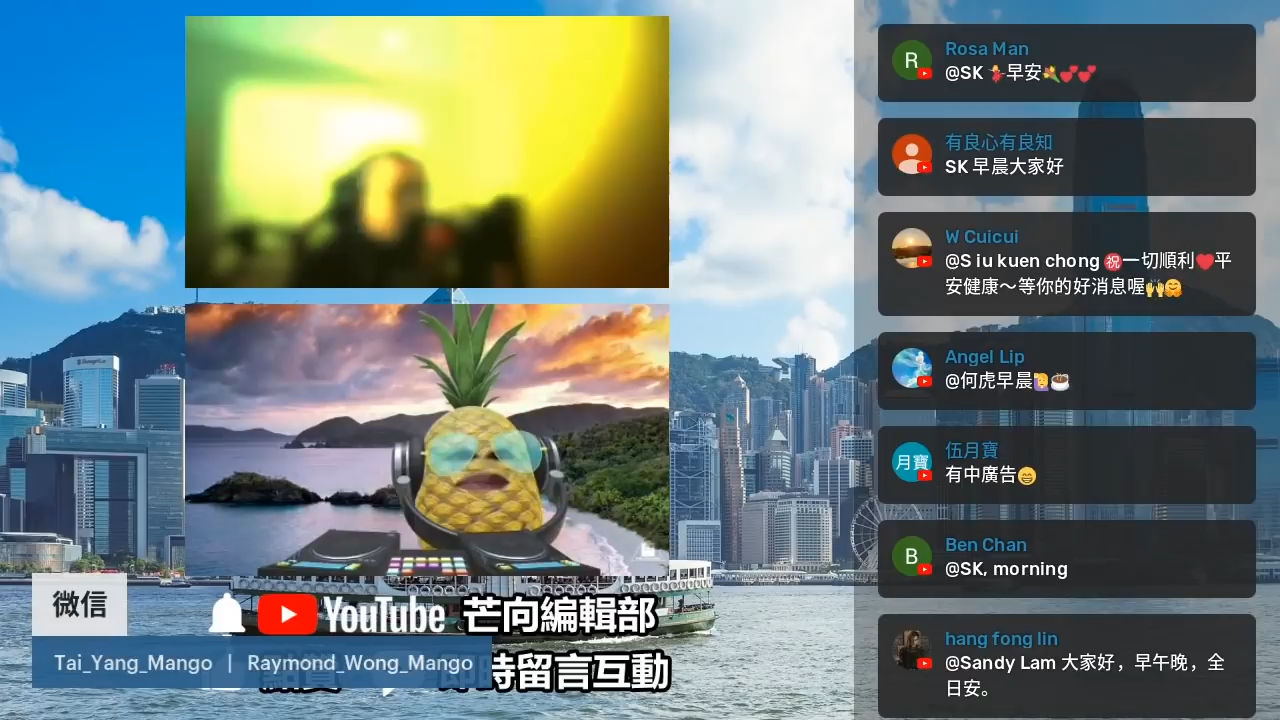 Rosa Man
@SK 💃早安💐💕💕
有良心有良知
SK 早晨大家好
W Cuicui
@S iu kuen chong ㊗一切順利❤平
安健康～等你的好消息喔🙌🤗
Angel Lip
@何虎早晨🙋☕
月寶
伍月寶
有中廣告😄
Ben Chan
@SK, morning
hang fong lin
@Sandy Lam 大家好，早午晚，全
日安。
R
B
微信
YouTube 芒向編輯部
Tai_Yang_Mango | Raymond_Wong_Mango
時留言互動